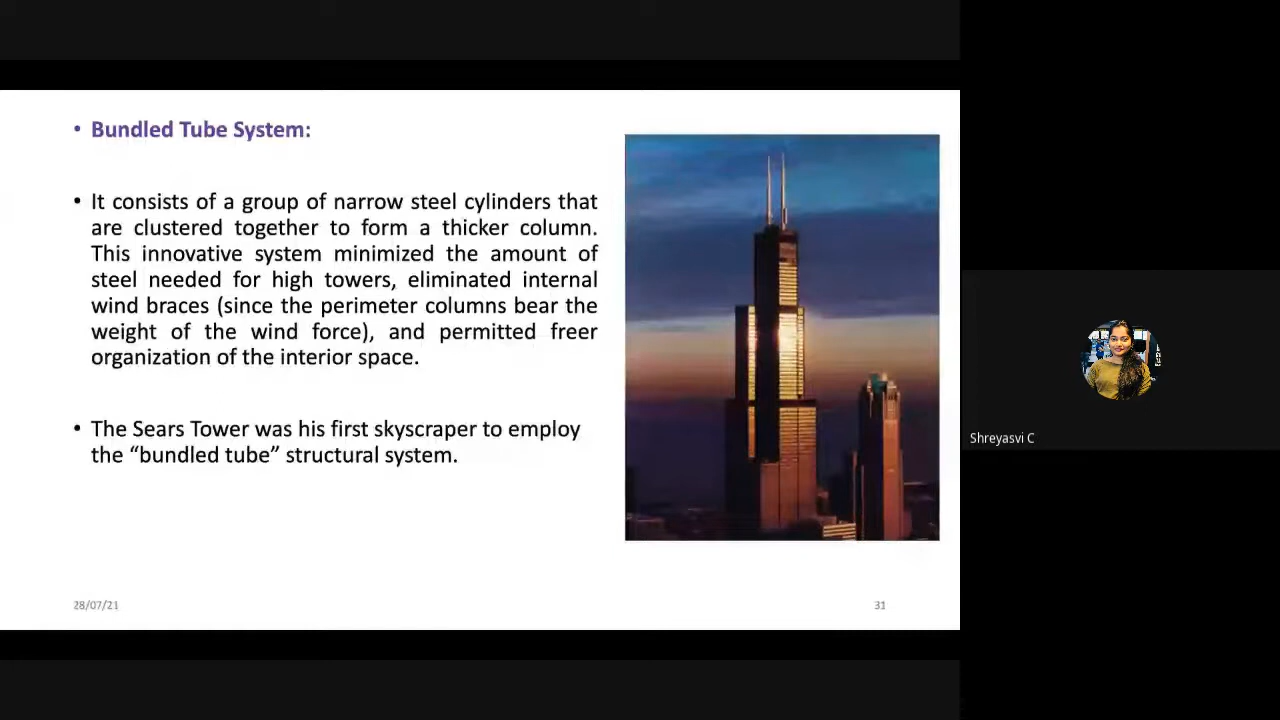 • Bundled Tube System:
• It consists of a group of narrow steel cylinders that
are clustered together to form a thicker column.
This innovative system minimized the amount of
steel needed for high towers, eliminated internal
wind braces (since the perimeter columns bear the
weight of the wind force), and permitted freer
organization of the interior space.
• The Sears Tower was his first skyscraper to employ
the “bundled tube” structural system.
28/07/21
31
Shreyasvi C